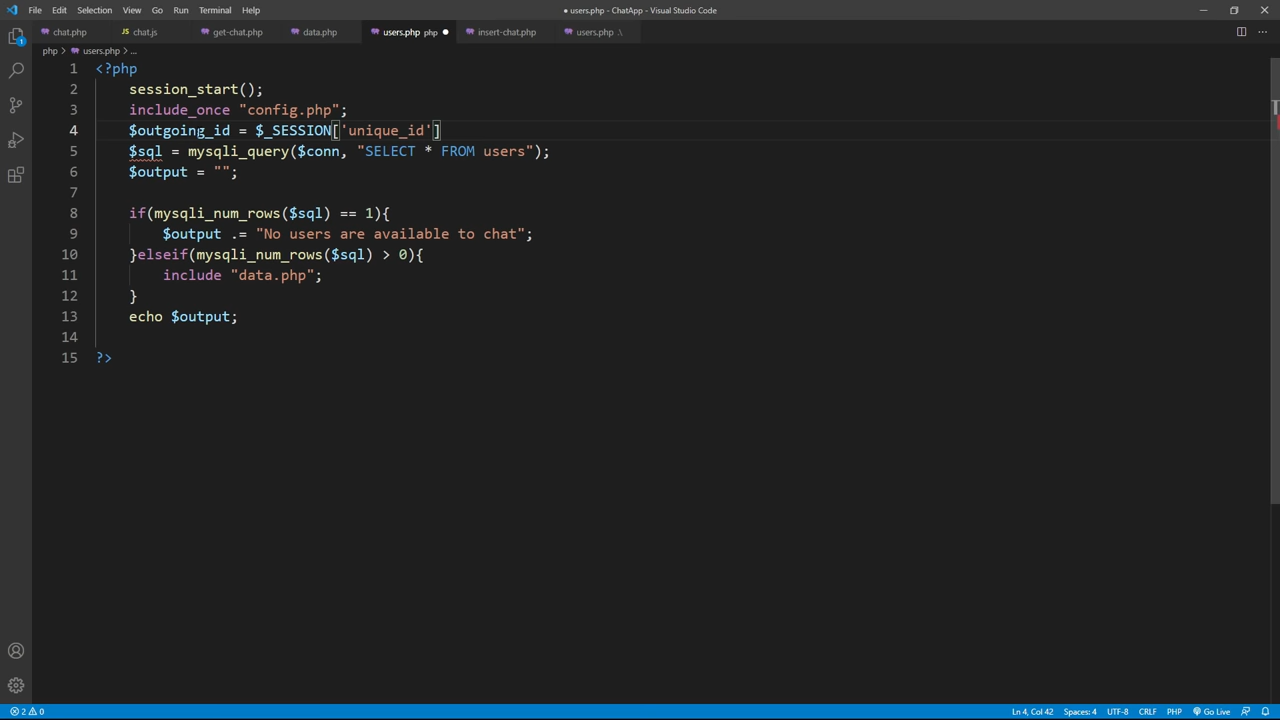 File Edit Selection View Go Run Terminal Help ● users.php - ChatApp - Visual Studio Code
chat.php JS chat.js get-chat.php data.php users.php php ● insert-chat.php users.php .\
php > users.php > ...
1 <?php
2 session_start();
3 include_once "config.php";
4 $outgoing_id = $_SESSION['unique_id']
5 $sql = mysqli_query($conn, "SELECT * FROM users");
6 $output = "";
7
8 if(mysqli_num_rows($sql) == 1){
9 $output .= "No users are available to chat";
10 }elseif(mysqli_num_rows($sql) > 0){
11 include "data.php";
12 }
13 echo $output;
14
15 ?>
1
2 0 Ln 4, Col 42 Spaces: 4 UTF-8 CRLF PHP Go Live